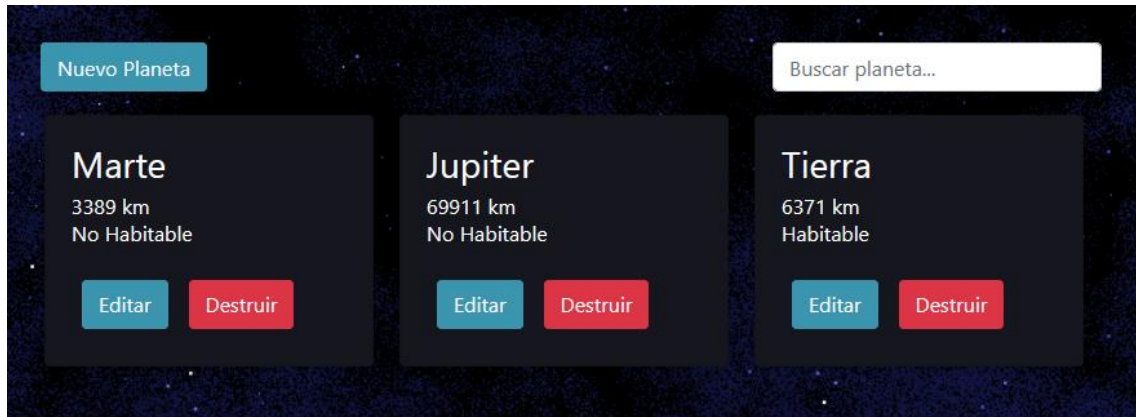 Nuevo Planeta
Buscar planeta...
Marte
3389 km
No Habitable
Editar
Destruir
Jupiter
69911 km
No Habitable
Editar
Destruir
Tierra
6371 km
Habitable
Editar
Destruir